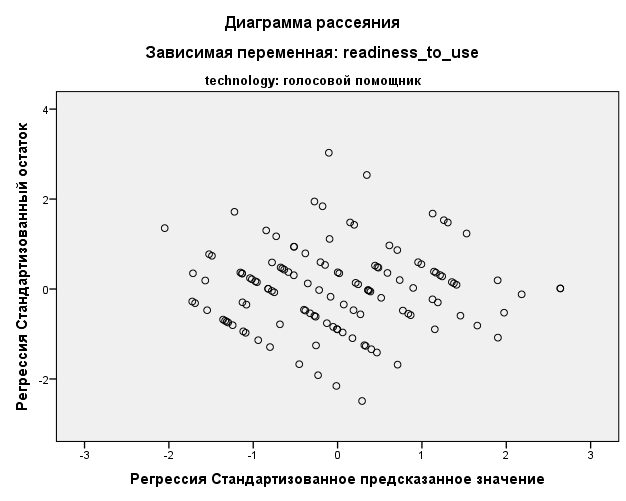 Диаграмма рассеяния
Зависимая переменная: readiness_to_use
technology: голосовой помощник
Регрессия Стандартизованный остаток
4
2
0
-2
-3
-2
-1
0
1
2
3
Регрессия Стандартизованное предсказанное значение